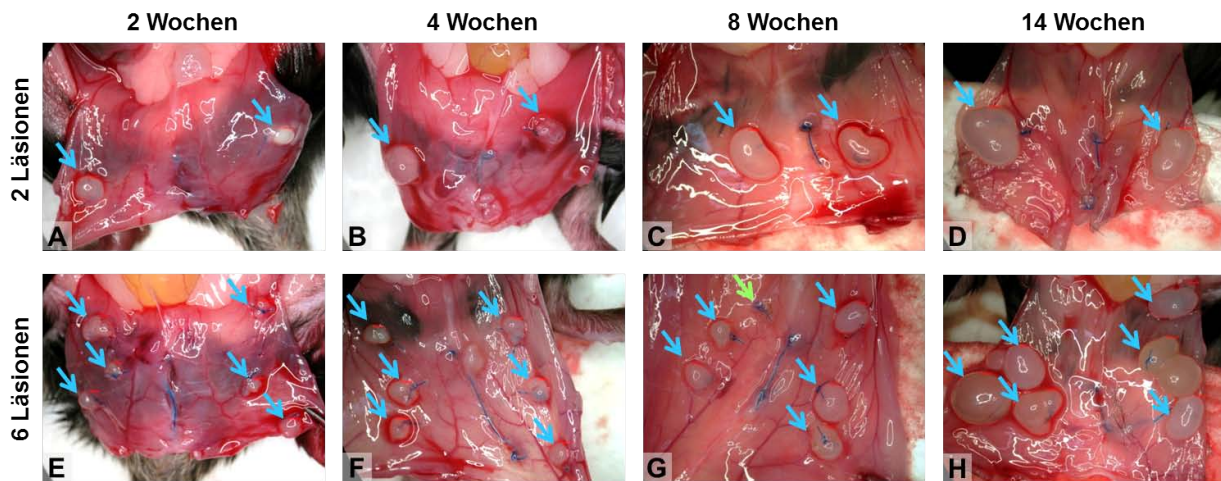 2 Wochen
4 Wochen
8 Wochen
14 Wochen
2 Läsionen
A
B
C
D
6 Läsionen
E
F
G
H